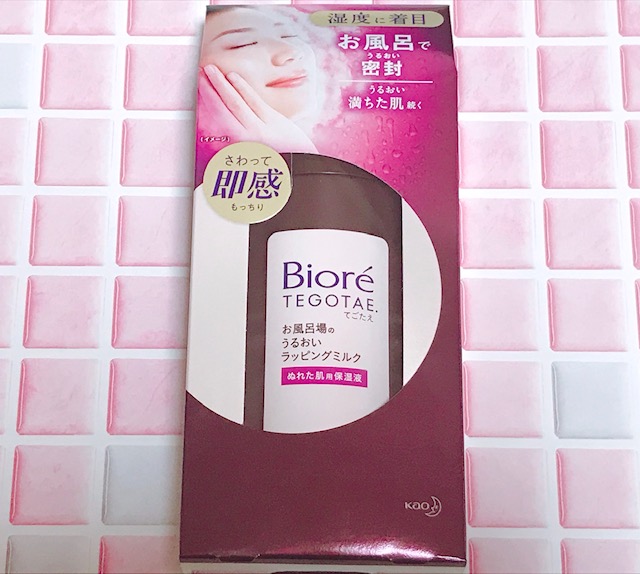 湿度に着目
お風呂で
うるおい
密封
うるおい
満ちた肌 続く
(イメージ)
さわって
即感
もっちり
Bioré
TEGOTAE.
てごたえ
お風呂場の
うるおい
ラッピングミルク
ぬれた肌用保湿液
Kao